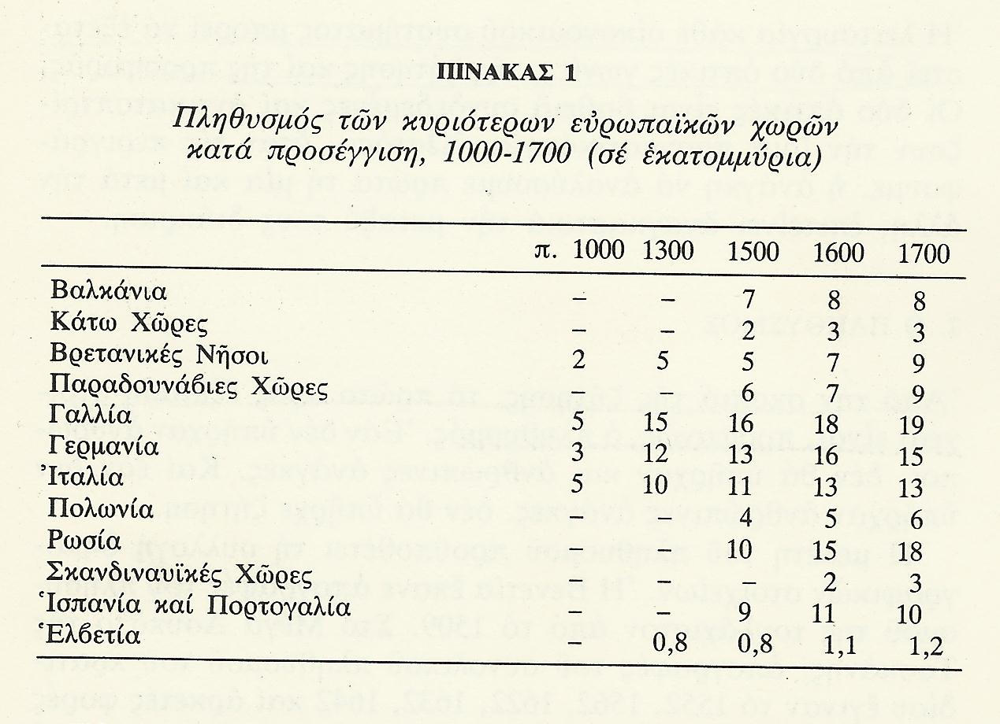 ΠΙΝΑΚΑΣ 1
Πληθυσμός τῶν κυριότερων εὐρωπαϊκῶν χωρῶν
κατά προσέγγιση, 1000-1700 (σέ ἑκατομμύρια)
π. 1000 1300 1500 1600 1700
Βαλκάνια – – 7 8 8
Κάτω Χῶρες – – 2 3 3
Βρετανικές Νῆσοι 2 5 5 7 9
Παραδουνάβιες Χῶρες – – 6 7 9
Γαλλία 5 15 16 18 19
Γερμανία 3 12 13 16 15
Ἰταλία 5 10 11 13 13
Πολωνία – – 4 5 6
Ρωσία – – 10 15 18
Σκανδιναυϊκές Χῶρες – – – 2 3
Ἱσπανία καί Πορτογαλία – – 9 11 10
Ἑλβετία – 0,8 0,8 1,1 1,2